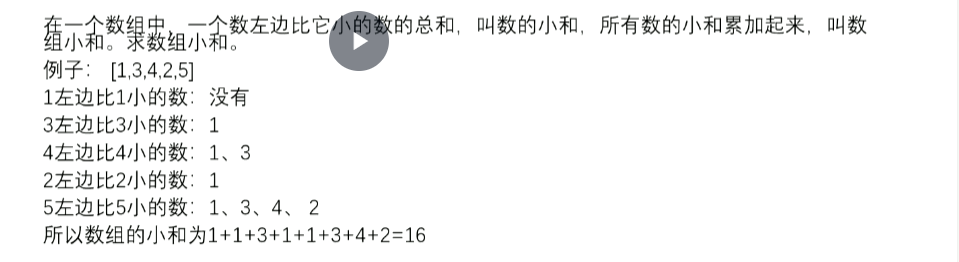 在一个数组中，一个数左边比它小的数的总和，叫数的小和，所有数的小和累加起来，叫数
组小和。求数组小和。
例子： [1,3,4,2,5]
1左边比1小的数：没有
3左边比3小的数：1
4左边比4小的数：1、3
2左边比2小的数：1
5左边比5小的数：1、3、4、 2
所以数组的小和为1+1+3+1+1+3+4+2=16